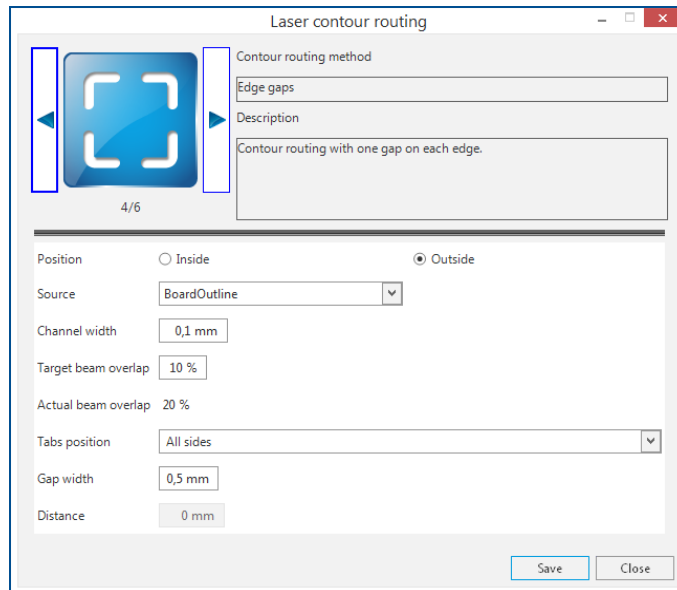 Laser contour routing
Contour routing method
Edge gaps
Description
Contour routing with one gap on each edge.
4/6
Position Inside Outside
Source BoardOutline
Channel width 0,1 mm
Target beam overlap 10 %
Actual beam overlap 20 %
Tabs position All sides
Gap width 0,5 mm
Distance 0 mm
Save Close